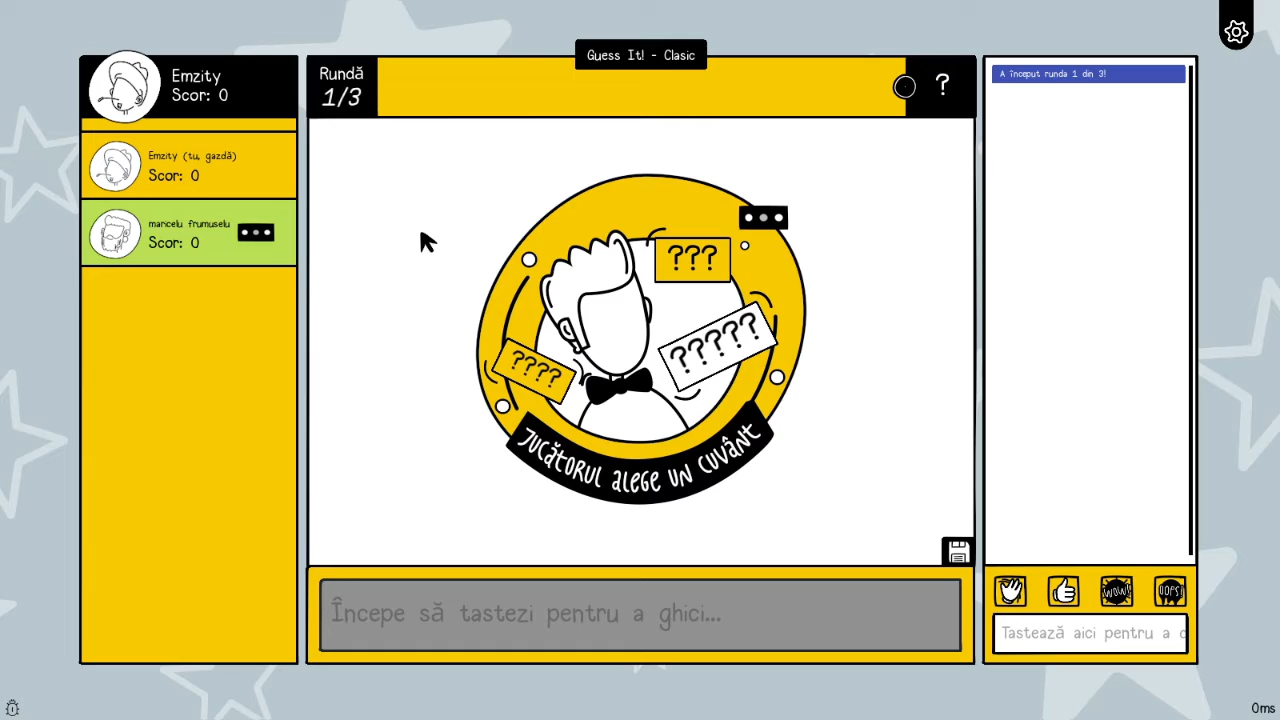 Guess It! - Clasic
Emzity
Scor: 0
Emzity (tu, gazdă)
Scor: 0
marcelu frumuselu
Scor: 0
Rundă
1/3
?
???
?????
????
Jucătorul alege un cuvânt
Începe să tastezi pentru a ghici...
A început runda 1 din 3!
WOW!
OOPS!
Tastează aici pentru a c
0ms